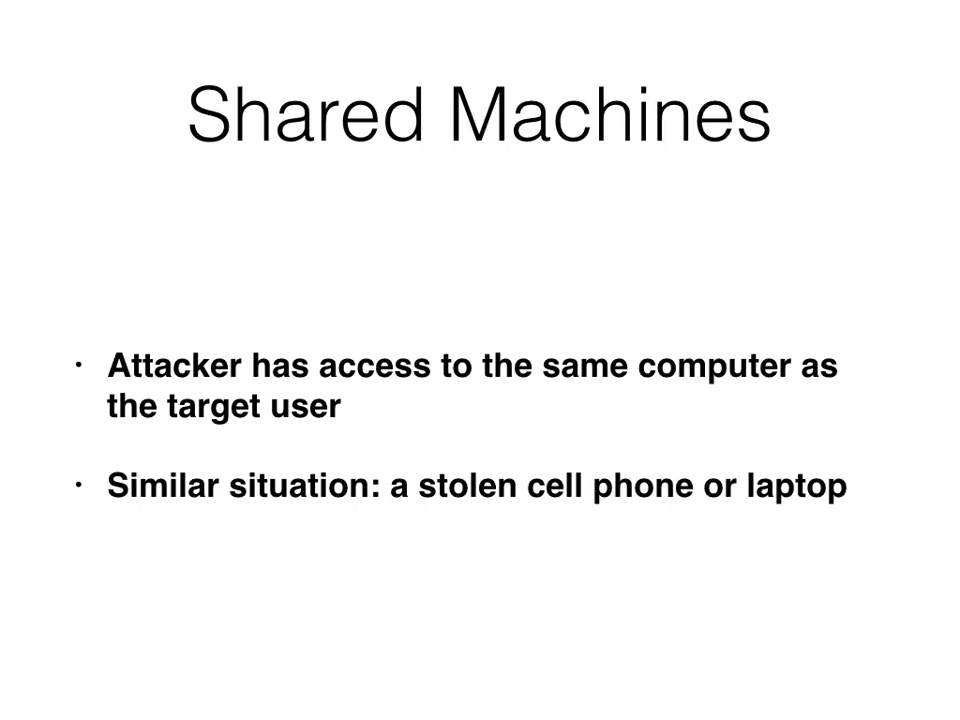 Shared Machines
• Attacker has access to the same computer as
the target user
• Similar situation: a stolen cell phone or laptop